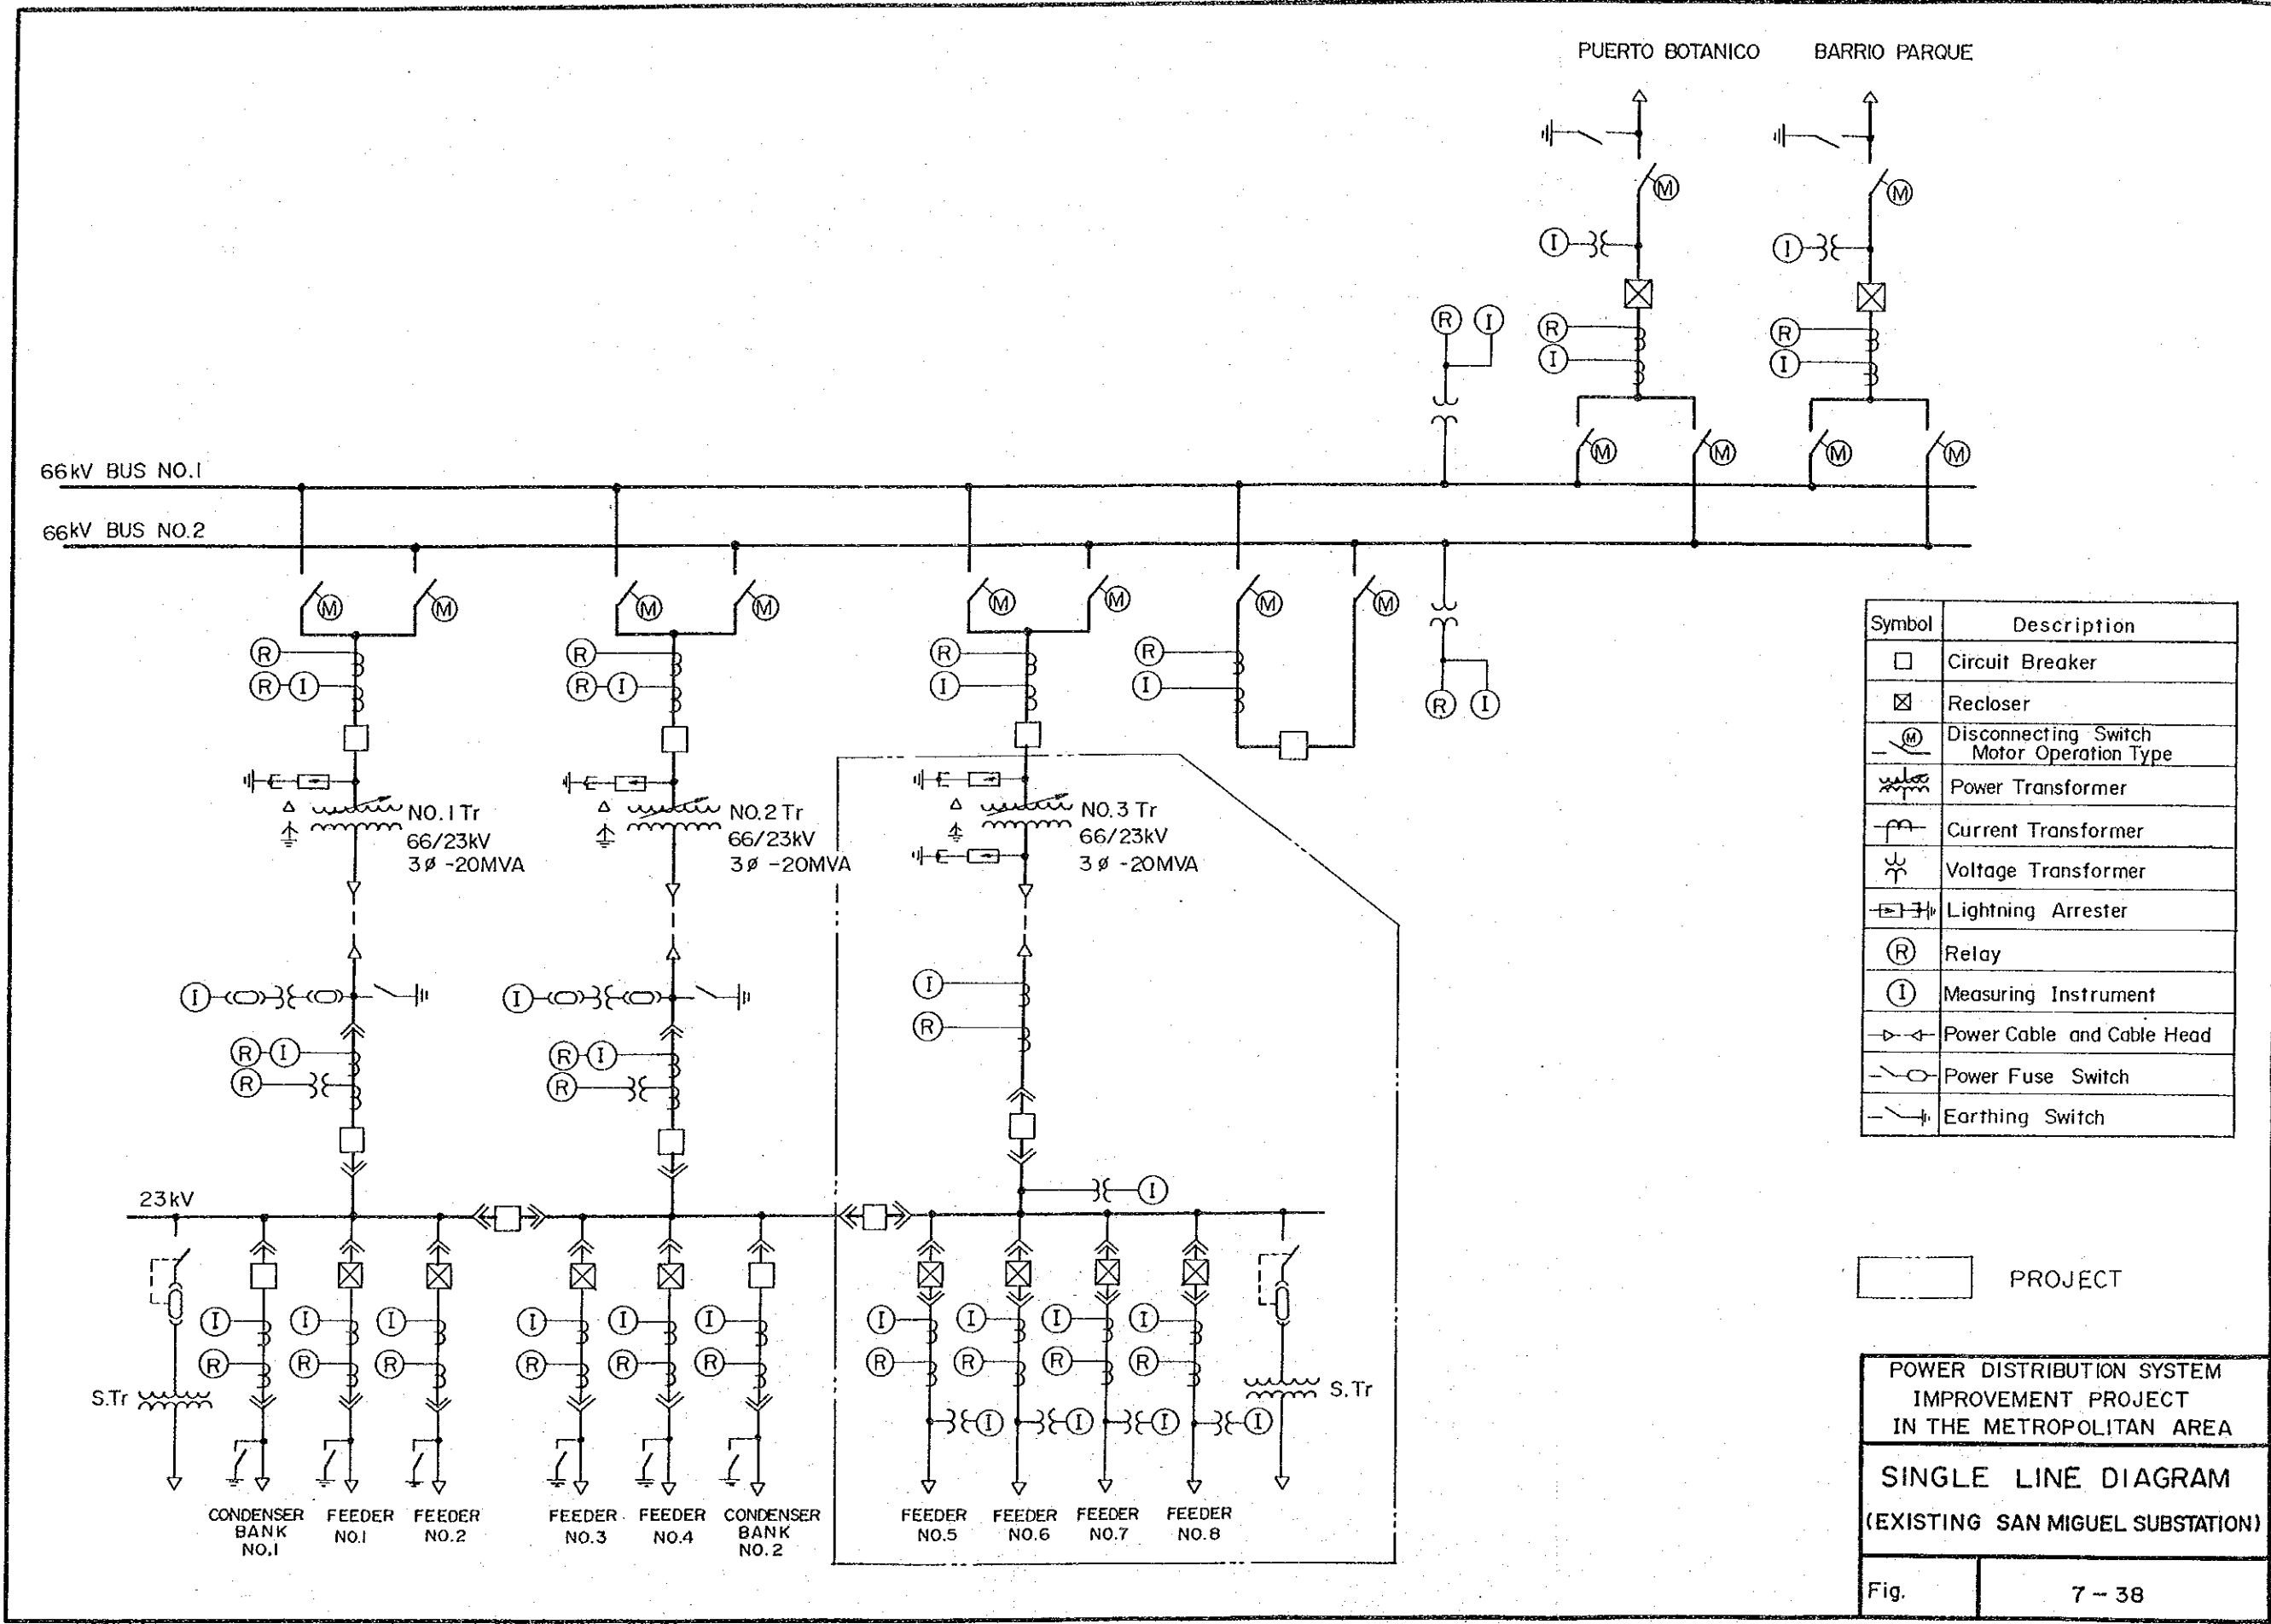 PUERTO BOTANICO
BARRIO PARQUE
M
M
I
I
R I
R
R
I
I
M M M M
66kV BUS NO.1
66kV BUS NO.2
M M M M M M M M
R
R
R
R
R I
R I
I
I
R I
NO.1 Tr
66/23kV
3ø -20MVA
NO.2 Tr
66/23kV
3ø -20MVA
NO.3 Tr
66/23kV
3ø -20MVA
I
I
I
R
R I
R
R I
R
23kV
I
I I I I I I I I I I
R R R R R R R R R R
I I I I
S.Tr
S.Tr
CONDENSER
BANK
NO.1
FEEDER
NO.1
FEEDER
NO.2
FEEDER
NO.3
FEEDER
NO.4
CONDENSER
BANK
NO.2
FEEDER
NO.5
FEEDER
NO.6
FEEDER
NO.7
FEEDER
NO.8
Symbol Description
Circuit Breaker
Recloser
M Disconnecting Switch
Motor Operation Type
Power Transformer
Current Transformer
Voltage Transformer
Lightning Arrester
R Relay
I Measuring Instrument
Power Cable and Cable Head
Power Fuse Switch
Earthing Switch
PROJECT
POWER DISTRIBUTION SYSTEM
IMPROVEMENT PROJECT
IN THE METROPOLITAN AREA
SINGLE LINE DIAGRAM
(EXISTING SAN MIGUEL SUBSTATION)
Fig. 7-38